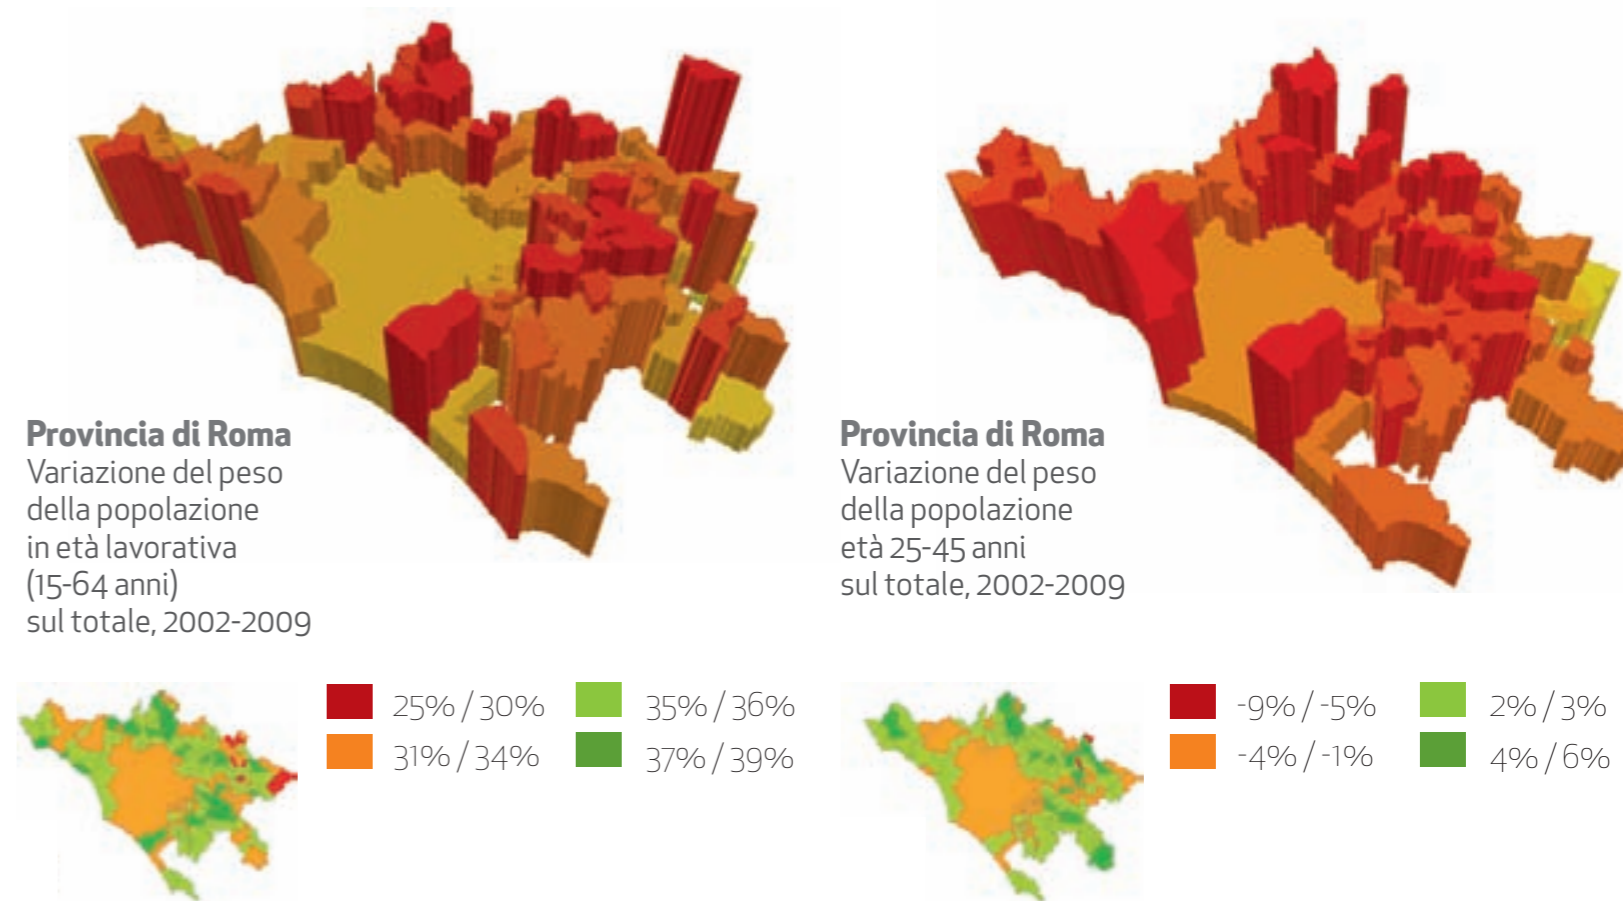 Provincia di Roma
Variazione del peso
della popolazione
in età lavorativa
(15-64 anni)
sul totale, 2002-2009
25% / 30%
35% / 36%
31% / 34%
37% / 39%
Provincia di Roma
Variazione del peso
della popolazione
età 25-45 anni
sul totale, 2002-2009
-9% / -5%
2% / 3%
-4% / -1%
4% / 6%